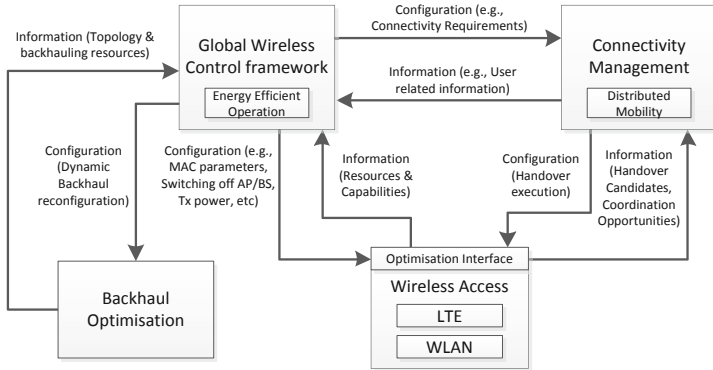 Information (Topology &
backhauling resources)
Global Wireless
Control framework
Energy Efficient
Operation
Configuration (e.g.,
Connectivity Requirements)
Information (e.g., User
related information)
Connectivity
Management
Distributed
Mobility
Configuration
(Dynamic
Backhaul
reconfiguration)
Configuration (e.g.,
MAC parameters,
Switching off AP/BS,
Tx power, etc)
Information
(Resources &
Capabilities)
Configuration
(Handover
execution)
Information
(Handover
Candidates,
Coordination
Opportunities)
Backhaul
Optimisation
Optimisation Interface
Wireless Access
LTE
WLAN